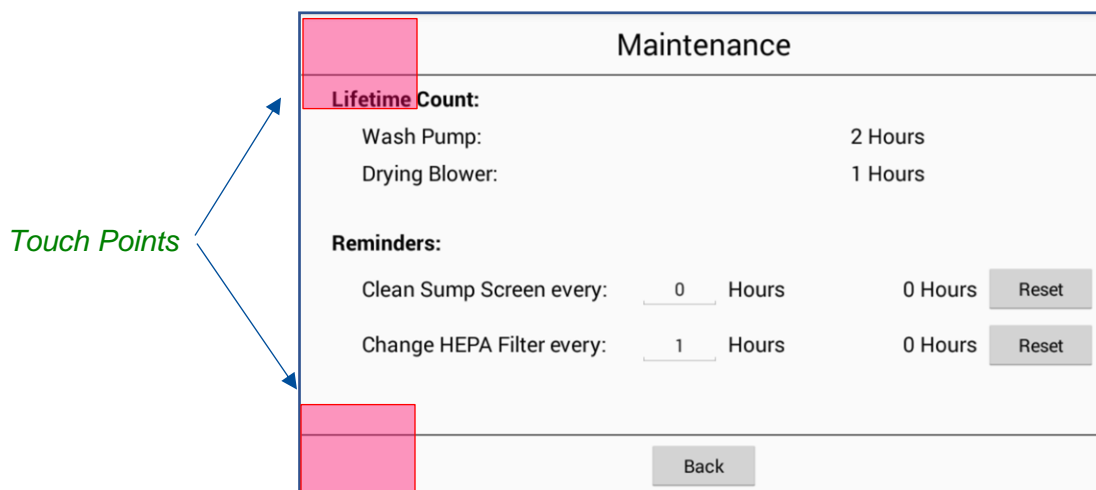 Maintenance
Lifetime Count:
Wash Pump: 2 Hours
Drying Blower: 1 Hours
Touch Points
Reminders:
Clean Sump Screen every: 0 Hours 0 Hours Reset
Change HEPA Filter every: 1 Hours 0 Hours Reset
Back